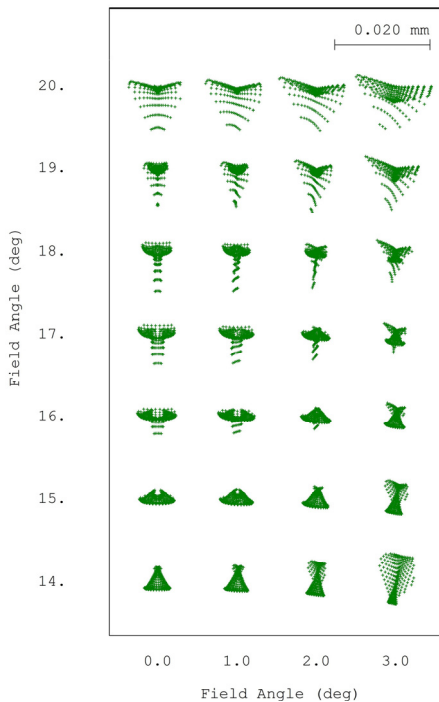 0.020 mm
20.
19.
18.
17.
16.
15.
14.
Field Angle (deg)
0.0 1.0 2.0 3.0
Field Angle (deg)